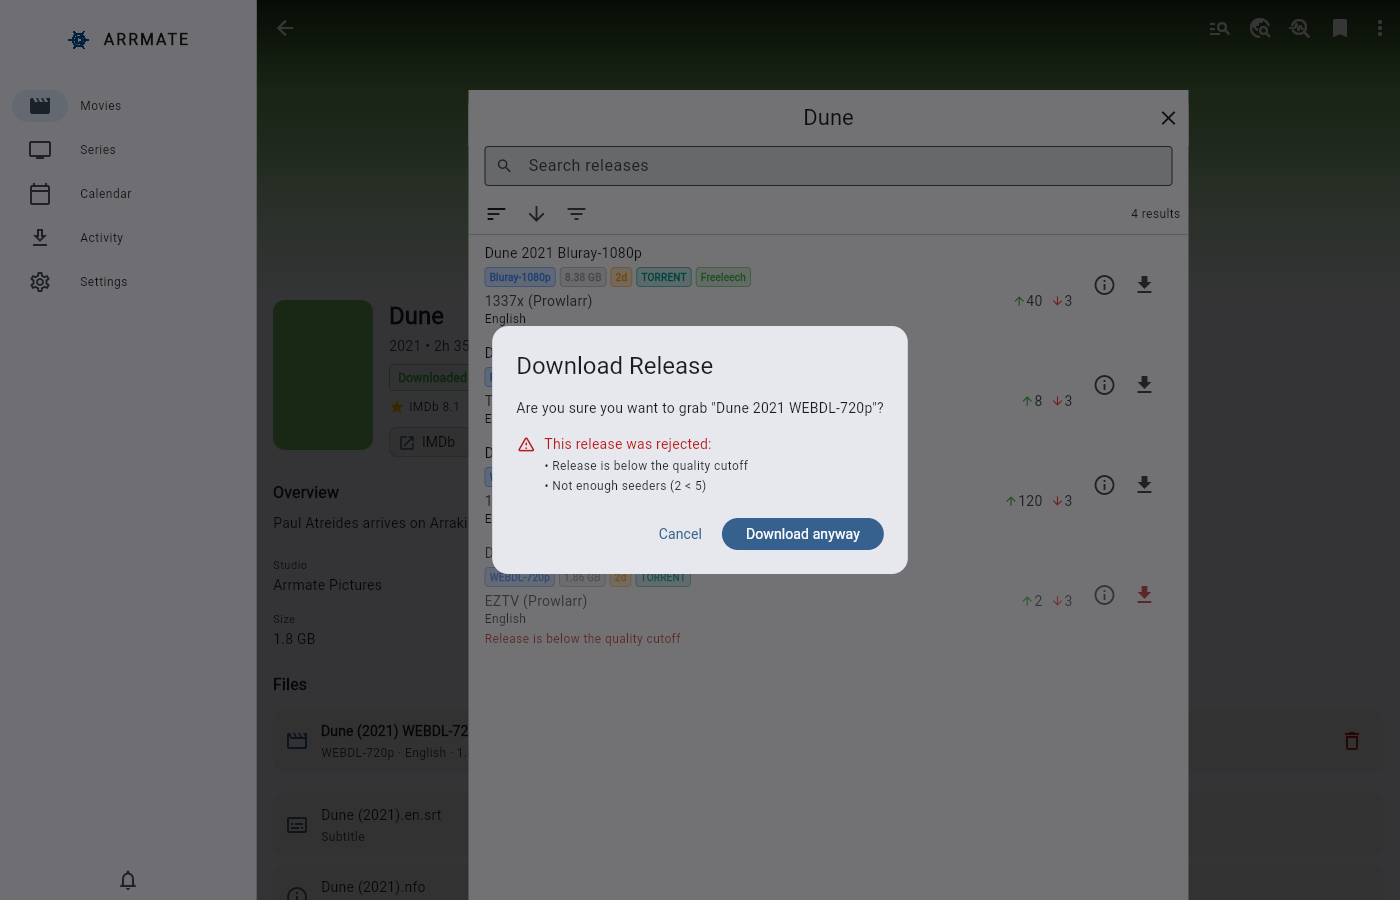 ARRMATE
Movies
Series
Calendar
Activity
Settings
Dune
2021 • 2h 35
Downloaded
IMDb 8.1
IMDb
Overview
Paul Atreides arrives on Arraki
Studio
Arrmate Pictures
Size
1.8 GB
Files
Dune (2021) WEBDL-72
WEBDL-720p · English · 1.
Dune (2021).en.srt
Subtitle
Dune (2021).nfo
Dune
Search releases
4 results
Dune 2021 Bluray-1080p
Bluray-1080p 8.38 GB 2d TORRENT Freeleech
1337x (Prowlarr)
40 3
English
8 3
120 3
Download Release
Are you sure you want to grab "Dune 2021 WEBDL-720p"?
This release was rejected:
• Release is below the quality cutoff
• Not enough seeders (2 < 5)
Cancel
Download anyway
WEBDL-720p 1.86 GB 2d TORRENT
EZTV (Prowlarr)
2 3
English
Release is below the quality cutoff